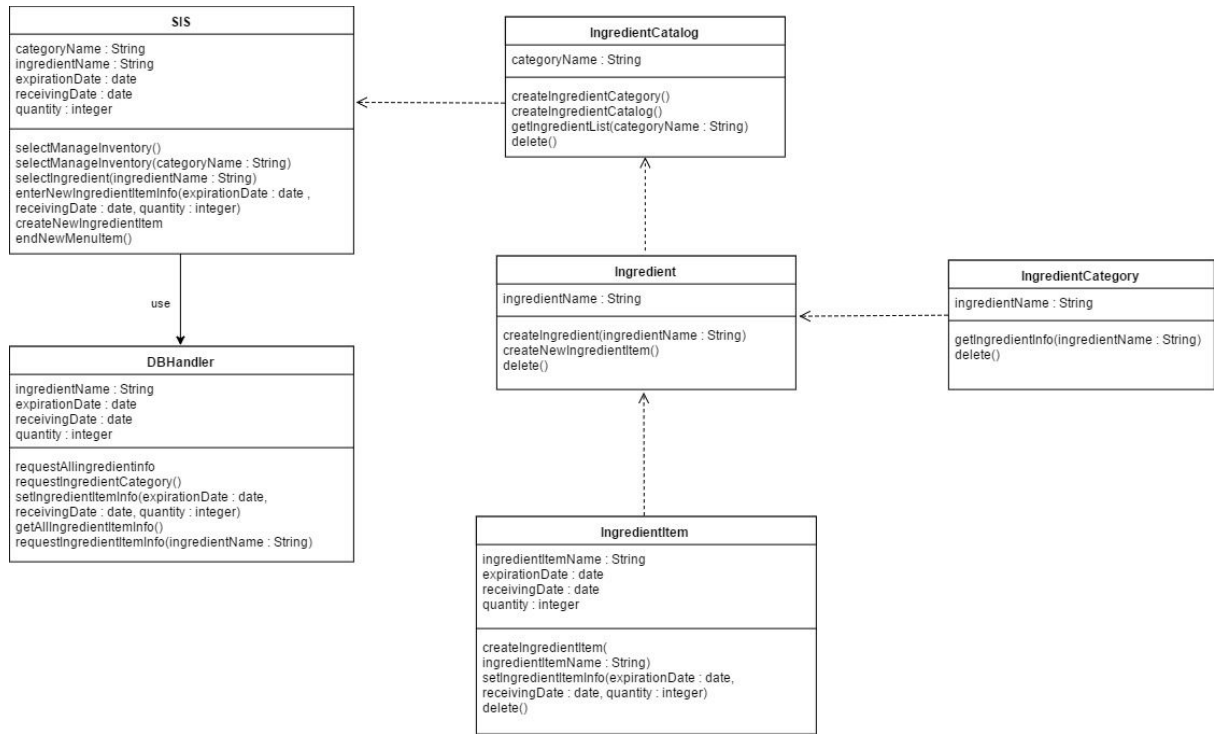 SIS
categoryName : String
ingredientName : String
expirationDate : date
receivingDate : date
quantity : integer
selectManageInventory()
selectManageInventory(categoryName : String)
selectIngredient(ingredientName : String)
enterNewIngredientItemInfo(expirationDate : date ,
receivingDate : date, quantity : integer)
createNewIngredientItem
endNewMenuItem()
use
DBHandler
ingredientName : String
expirationDate : date
receivingDate : date
quantity : integer
requestAllingredientinfo
requestIngredientCategory()
setIngredientItemInfo(expirationDate : date,
receivingDate : date, quantity : integer)
getAllIngredientItemInfo()
requestIngredientItemInfo(ingredientName : String)
IngredientCatalog
categoryName : String
createIngredientCategory()
createIngredientCatalog()
getIngredientList(categoryName : String)
delete()
Ingredient
ingredientName : String
createIngredient(ingredientName : String)
createNewIngredientItem()
delete()
IngredientCategory
ingredientName : String
getIngredientInfo(ingredientName : String)
delete()
IngredientItem
ingredientItemName : String
expirationDate : date
receivingDate : date
quantity : integer
createIngredientItem(
ingredientItemName : String)
setIngredientItemInfo(expirationDate : date,
receivingDate : date, quantity : integer)
delete()